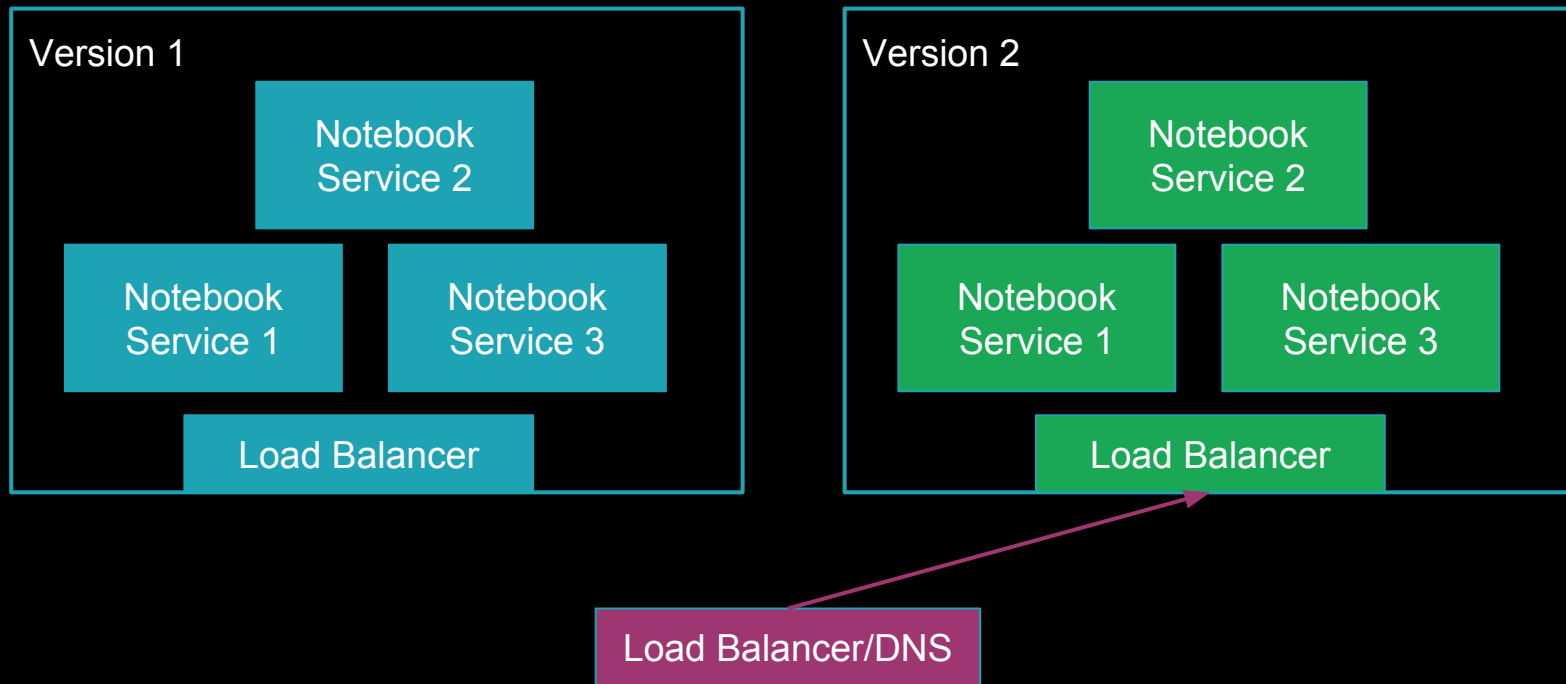 Version 1
Notebook
Service 2
Notebook
Service 1
Notebook
Service 3
Load Balancer
Version 2
Notebook
Service 2
Notebook
Service 1
Notebook
Service 3
Load Balancer
Load Balancer/DNS